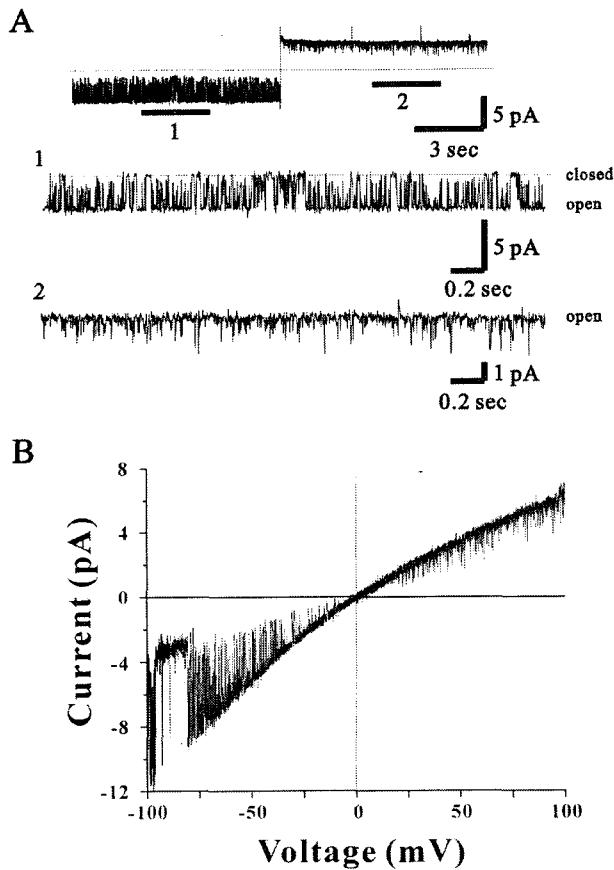 A
1
2
5 pA
3 sec
1
closed
open
5 pA
0.2 sec
2
open
1 pA
0.2 sec
B
8
4
0
-4
-8
-12
Current (pA)
-100
-50
0
50
100
Voltage (mV)